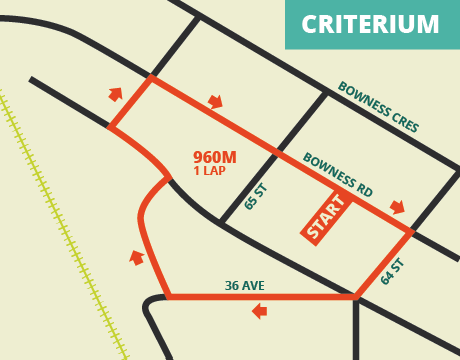 CRITERIUM
BOWNESS CRES
960M
1 LAP
BOWNESS RD
65 ST
START
64 ST
36 AVE